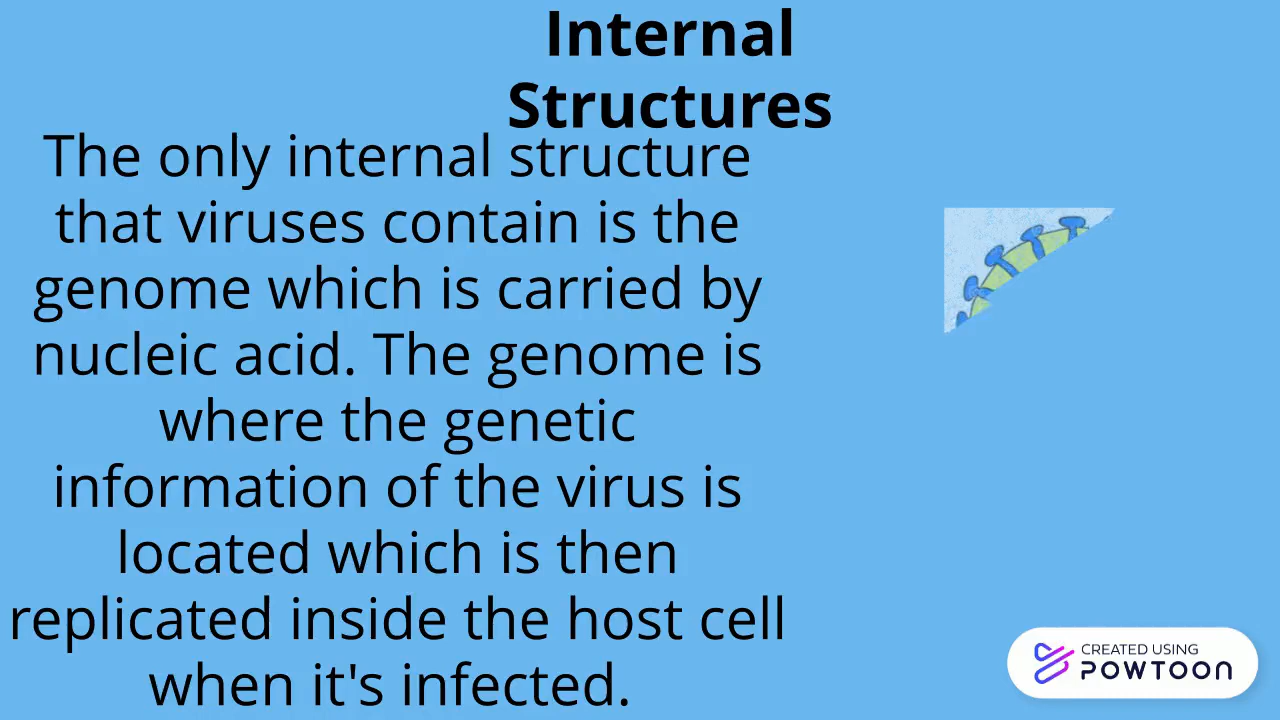 Internal
Structures
The only internal structure
that viruses contain is the
genome which is carried by
nucleic acid. The genome is
where the genetic
information of the virus is
located which is then
replicated inside the host cell
when it's infected.
CREATED USING
POWTOON